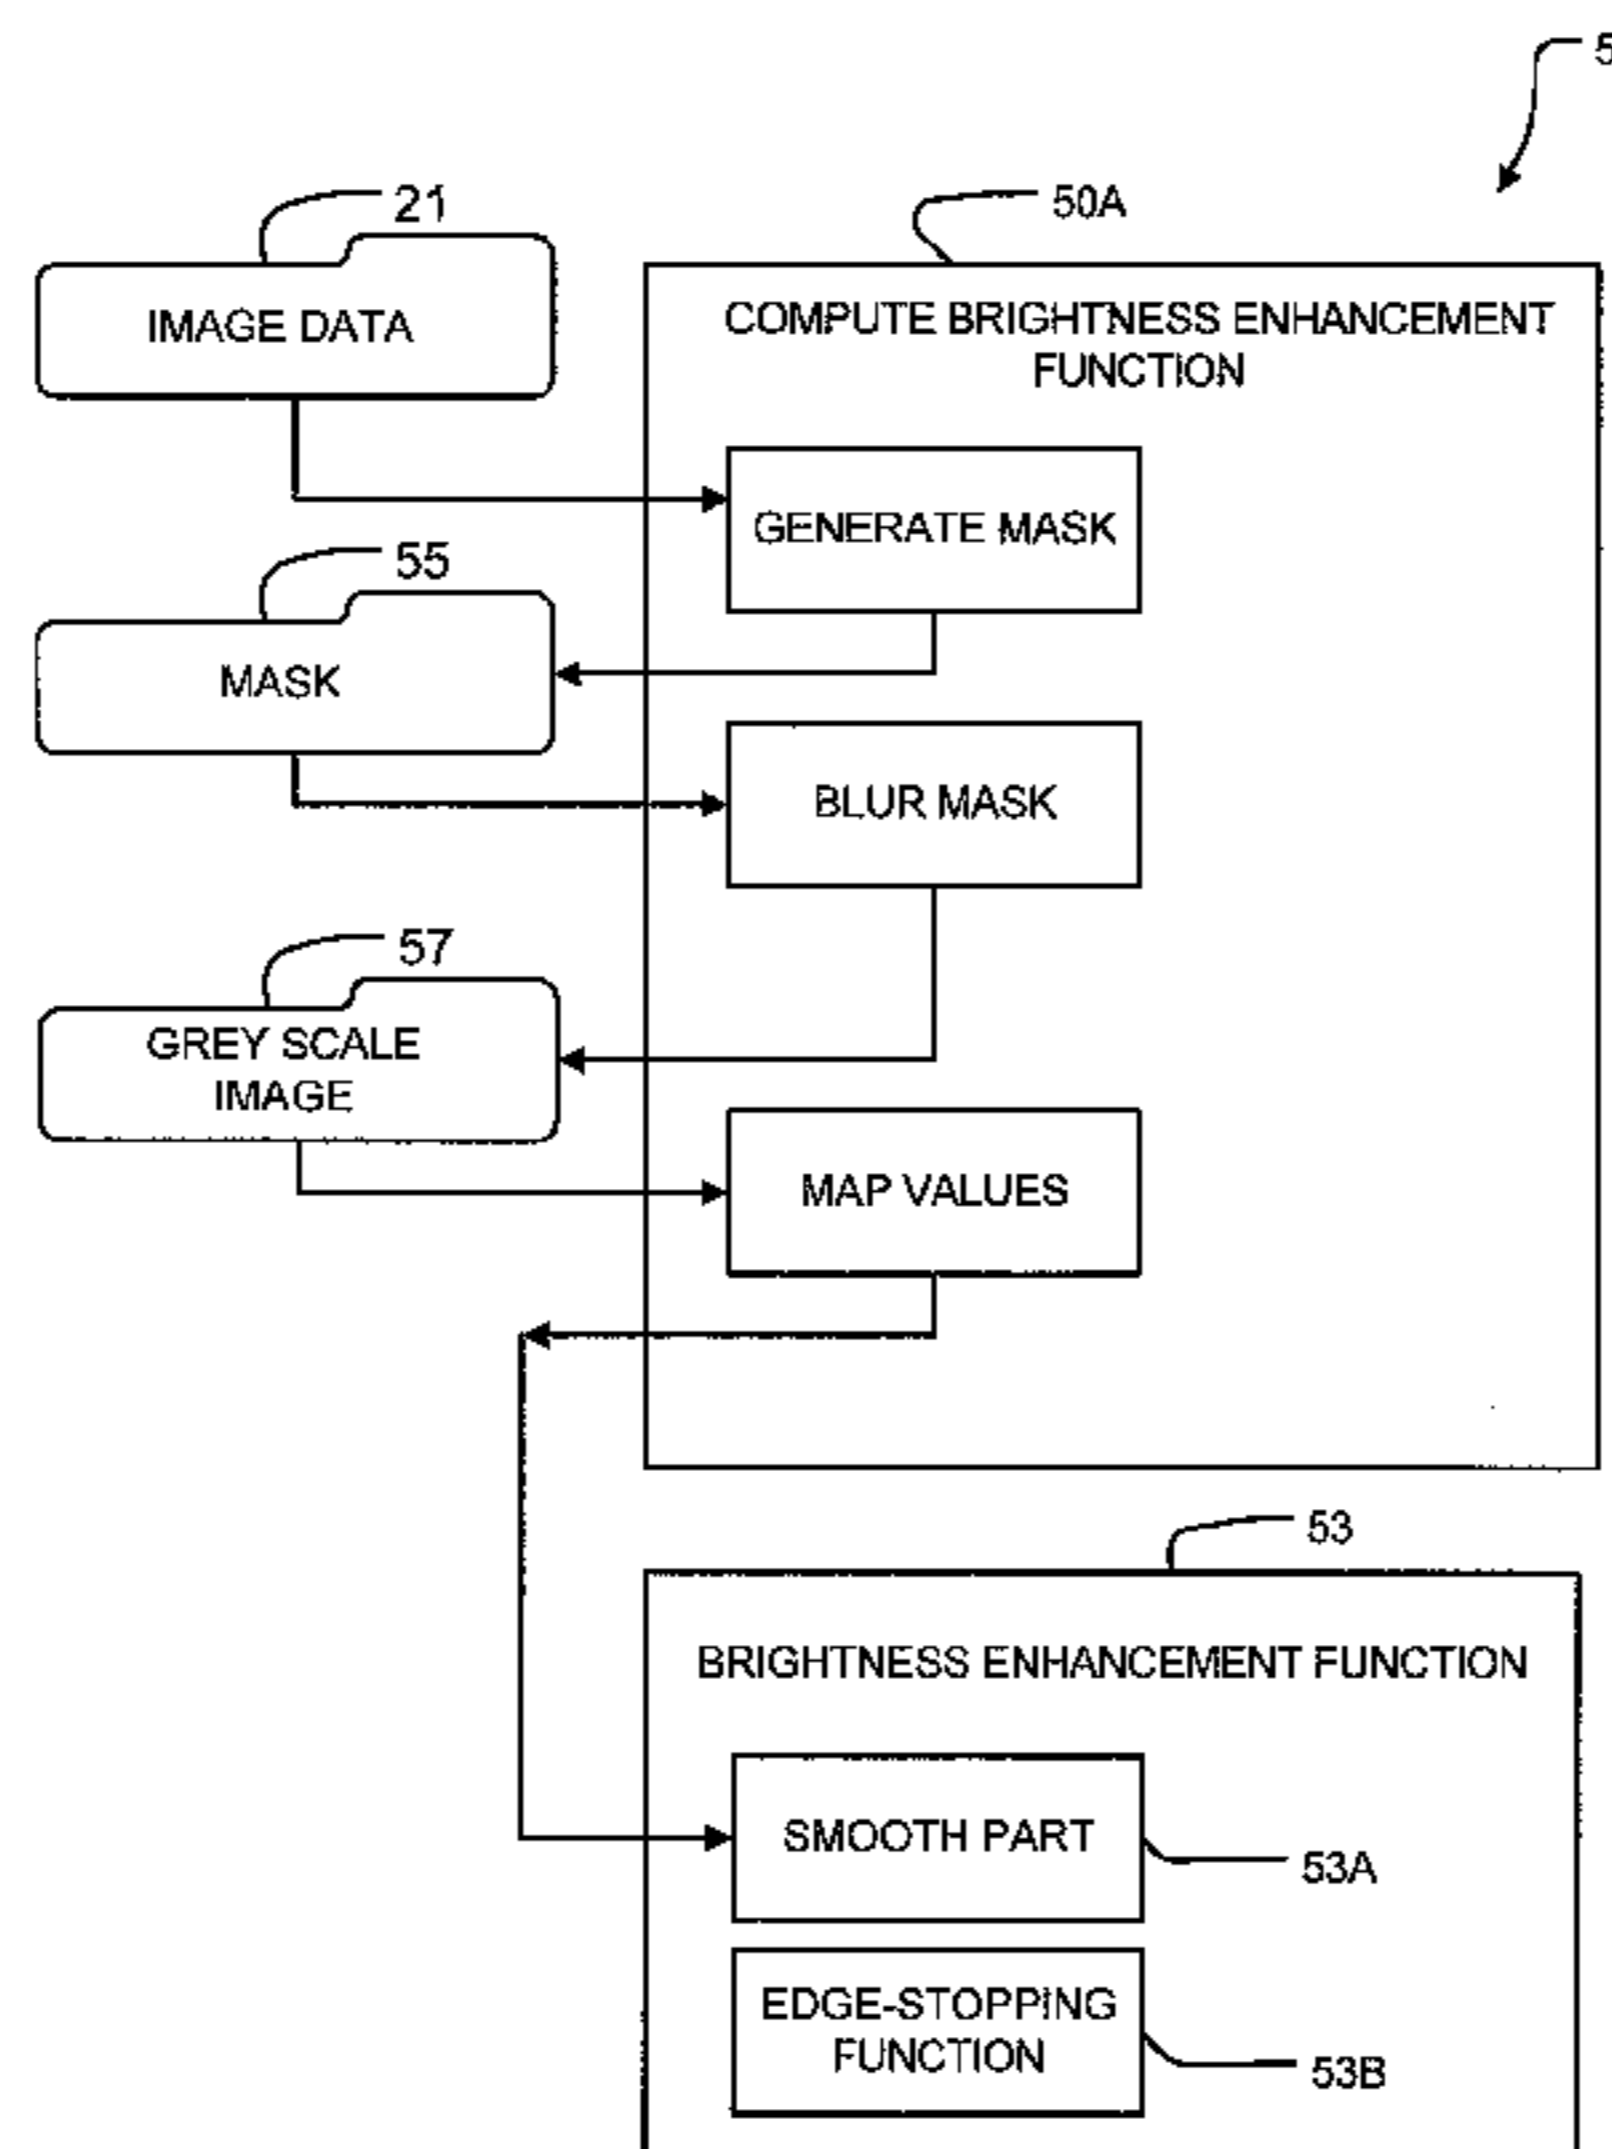 5
21
50A
IMAGE DATA
COMPUTE BRIGHTNESS ENHANCEMENT
FUNCTION
GENERATE MASK
55
MASK
BLUR MASK
57
GREY SCALE
IMAGE
MAP VALUES
53
BRIGHTNESS ENHANCEMENT FUNCTION
SMOOTH PART
53A
EDGE-STOPPING
FUNCTION
53B